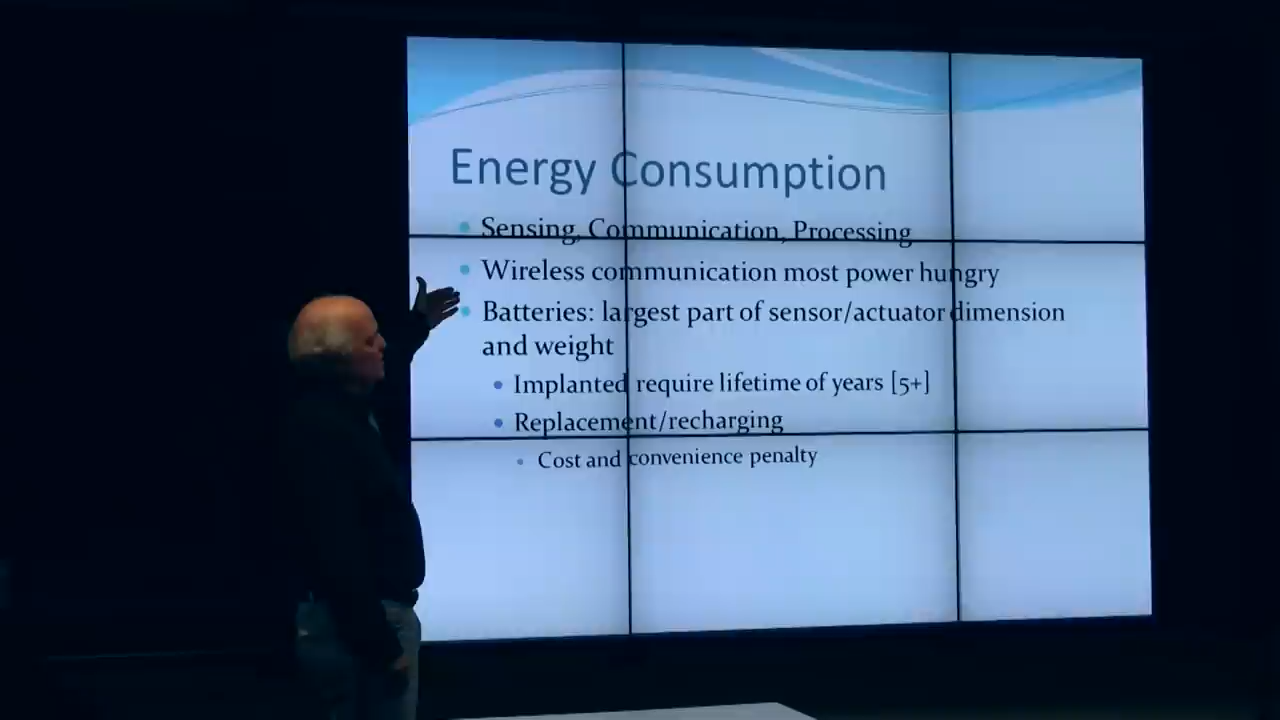 Energy Consumption
Sensing, Communication, Processing
Wireless communication most power hungry
Batteries: largest part of sensor/actuator dimension
and weight
Implanted require lifetime of years [5+]
Replacement/recharging
Cost and convenience penalty